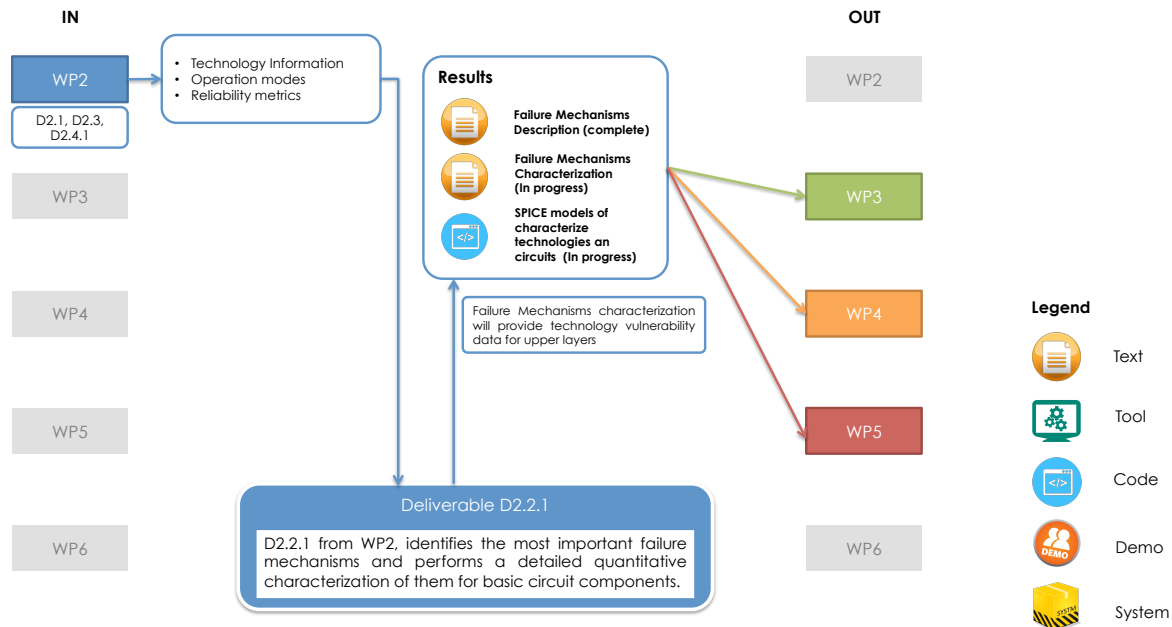 IN
OUT
WP2
D2.1, D2.3,
D2.4.1
• Technology Information
• Operation modes
• Reliability metrics
Results
Failure Mechanisms
Description (complete)
Failure Mechanisms
Characterization
(In progress)
SPICE models of
characterize
technologies an
circuits (In progress)
</>
WP2
WP3
WP3
WP4
Failure Mechanisms characterization
will provide technology vulnerability
data for upper layers
WP4
WP5
WP5
WP6
Deliverable D2.2.1
D2.2.1 from WP2, identifies the most important failure
mechanisms and performs a detailed quantitative
characterization of them for basic circuit components.
WP6
Legend
Text
Tool
</>
Code
DEMO
Demo
SYSTM
System